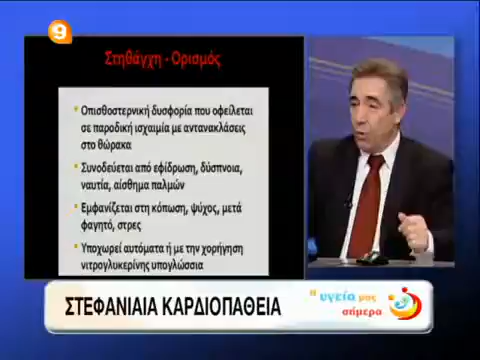 9
Στηθάγχη - Ορισμός
Οπισθοστερνική δυσφορία που οφείλεται
σε παροδική ισχαιμία με αντανακλάσεις
στο θώρακα
Συνοδεύεται από εφίδρωση, δύσπνοια,
ναυτία, αίσθημα παλμών
Εμφανίζεται στη κόπωση, ψύχος, μετά
φαγητό, στρες
Υποχωρεί αυτόματα ή με την χορήγηση
νιτρογλυκερίνης υπογλώσσια
ΣΤΕΦΑΝΙΑΙΑ ΚΑΡΔΙΟΠΑΘΕΙΑ
η υγεία μας
σήμερα